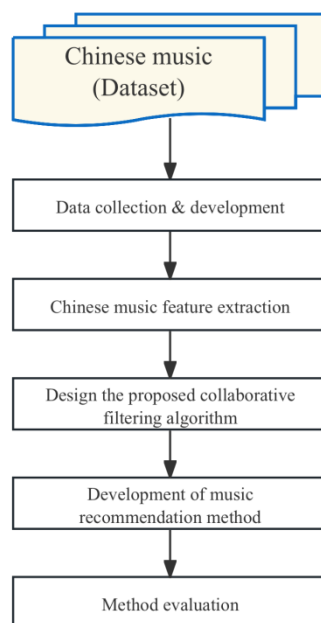 Chinese music
(Dataset)
Data collection & development
Chinese music feature extraction
Design the proposed collaborative
filtering algorithm
Development of music
recommendation method
Method evaluation